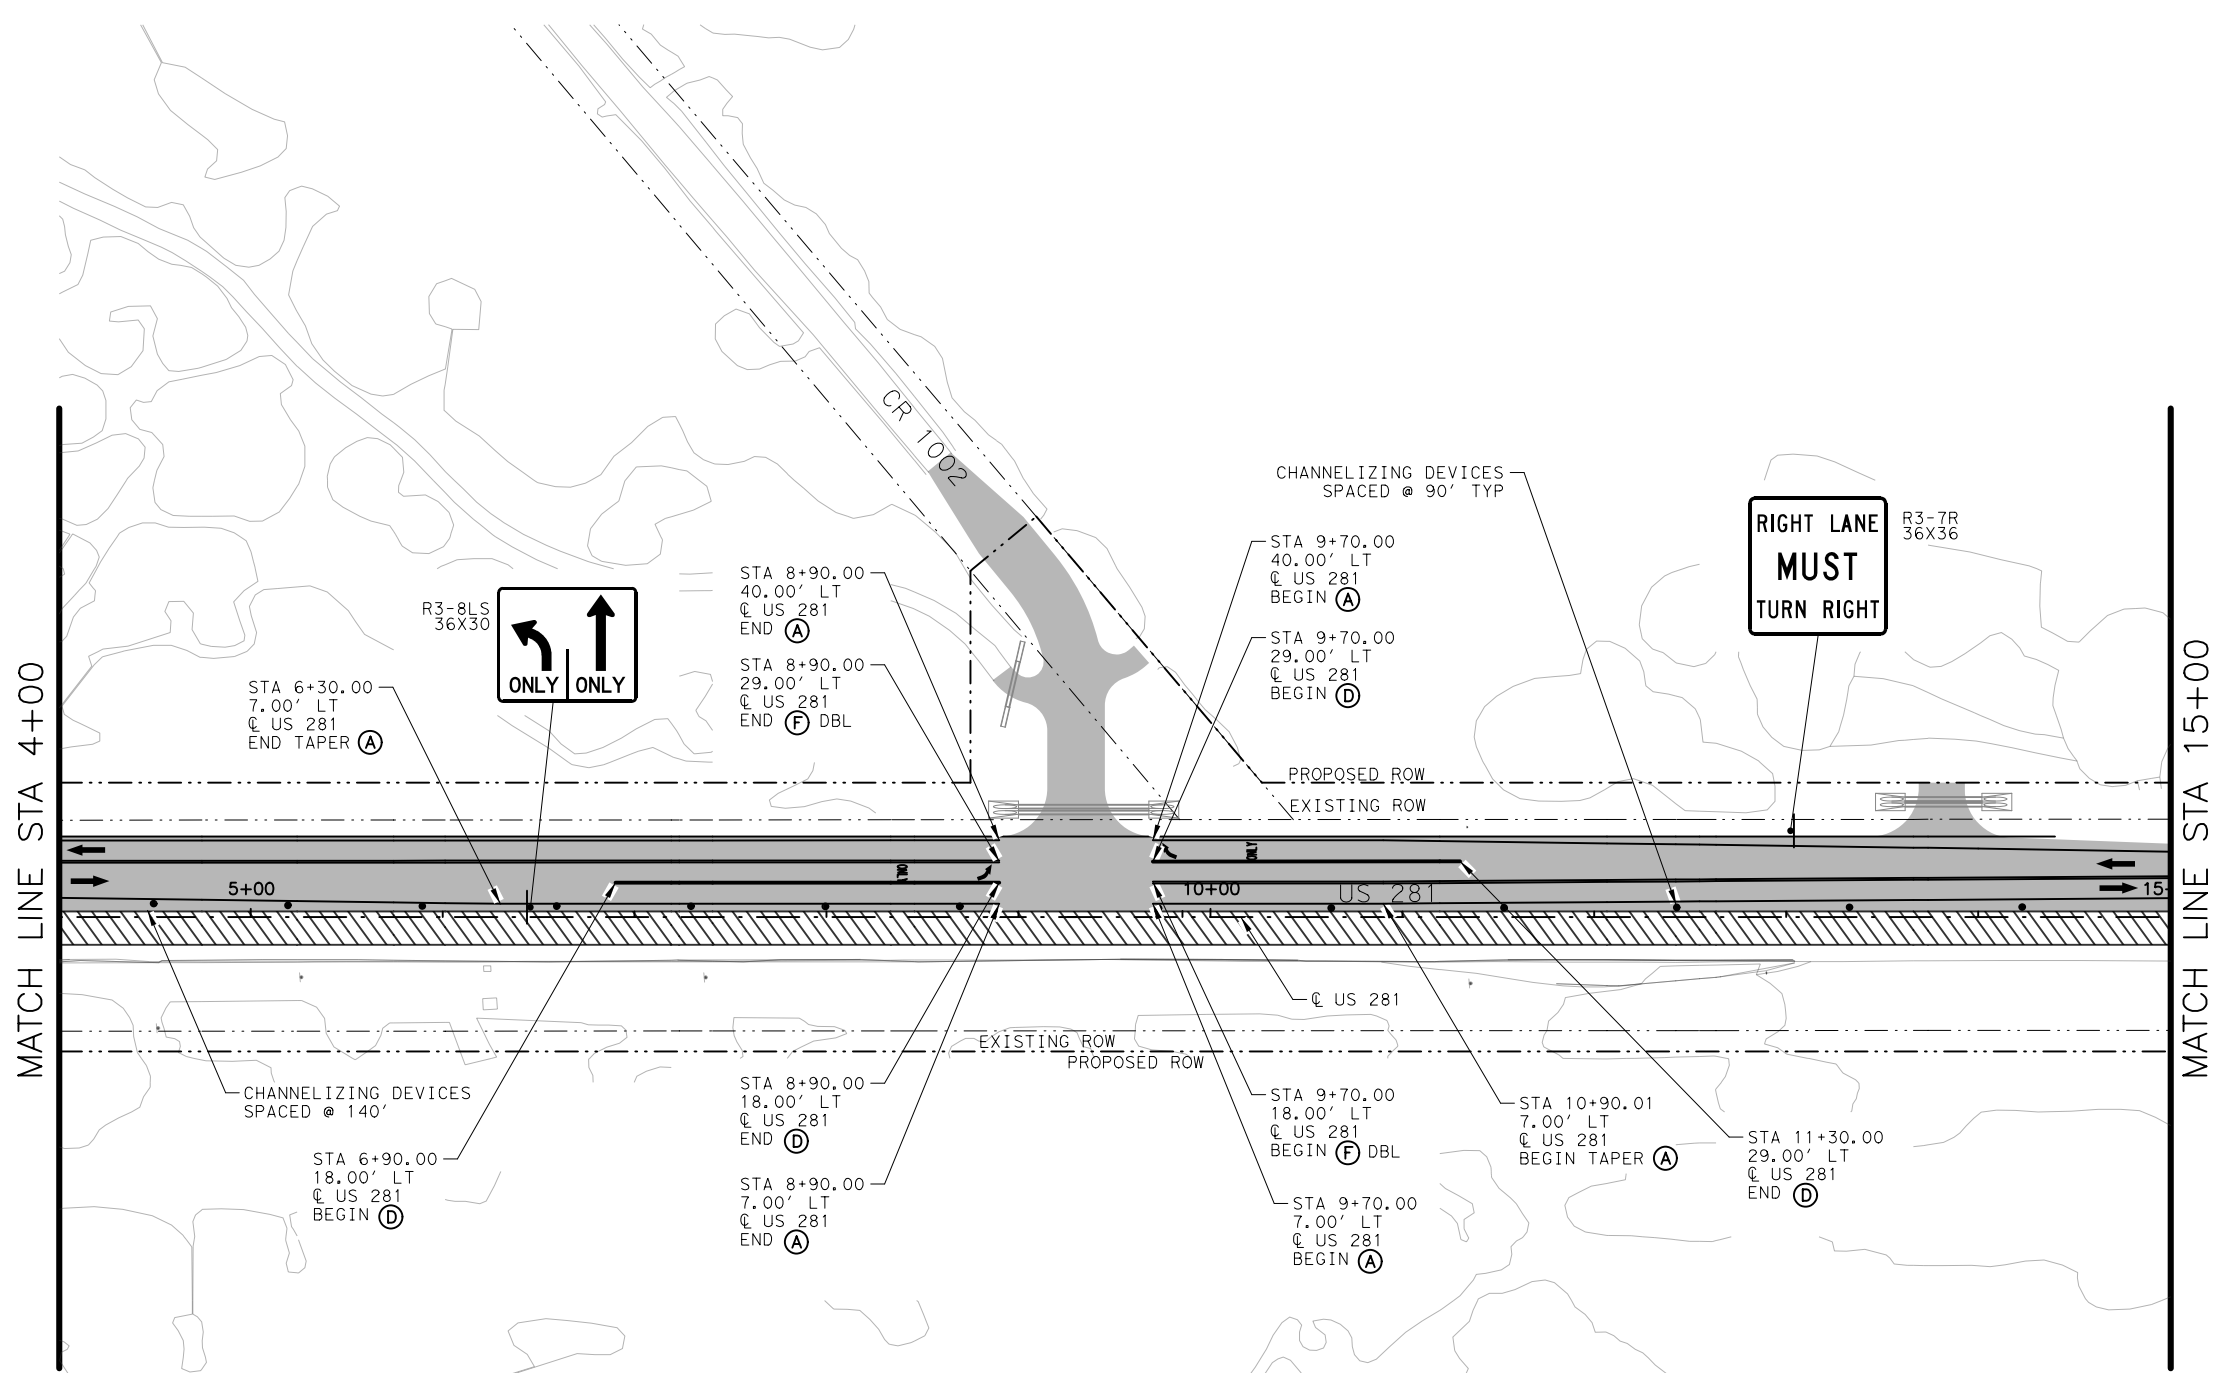 CR 1002
CHANNELIZING DEVICES
SPACED @ 90' TYP
RIGHT LANE
MUST
TURN RIGHT
R3-7R
36X36
STA 9+70.00
40.00' LT
℄ US 281
BEGIN Ⓐ
STA 8+90.00
40.00' LT
℄ US 281
END Ⓐ
R3-8LS
36X30
ONLY ONLY
STA 9+70.00
29.00' LT
℄ US 281
BEGIN Ⓓ
STA 8+90.00
29.00' LT
℄ US 281
END Ⓕ DBL
STA 6+30.00
7.00' LT
℄ US 281
END TAPER Ⓐ
MATCH LINE STA 4+00
MATCH LINE STA 15+00
PROPOSED ROW
EXISTING ROW
ONLY
ONLY
5+00
10+00
US 281
15+
℄ US 281
EXISTING ROW
PROPOSED ROW
CHANNELIZING DEVICES
SPACED @ 140'
STA 8+90.00
18.00' LT
℄ US 281
END Ⓓ
STA 9+70.00
18.00' LT
℄ US 281
BEGIN Ⓕ DBL
STA 10+90.01
7.00' LT
℄ US 281
BEGIN TAPER Ⓐ
STA 11+30.00
29.00' LT
℄ US 281
END Ⓓ
STA 6+90.00
18.00' LT
℄ US 281
BEGIN Ⓓ
STA 8+90.00
7.00' LT
℄ US 281
END Ⓐ
STA 9+70.00
7.00' LT
℄ US 281
BEGIN Ⓐ